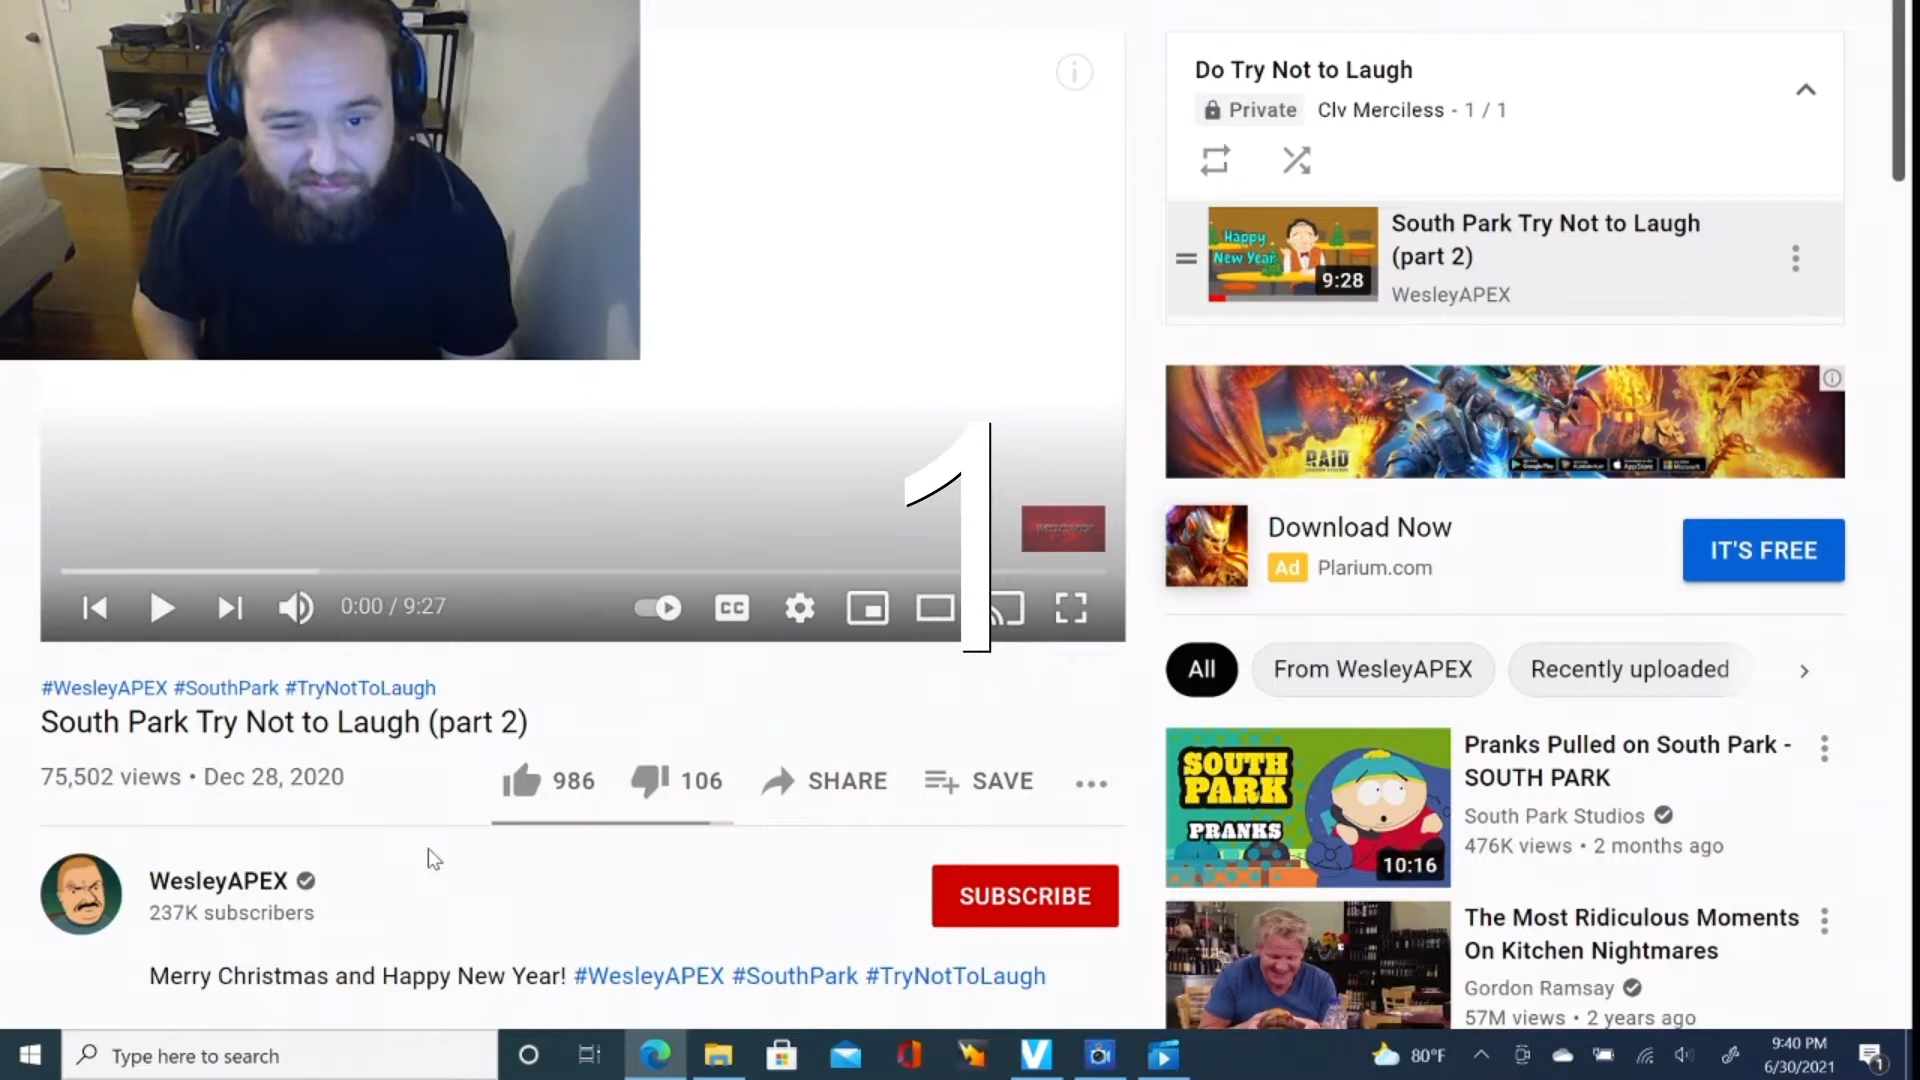 Do Try Not to Laugh
Private Clv Merciless - 1 / 1
Happy
New Year
9:28
South Park Try Not to Laugh
(part 2)
WesleyAPEX
RAID
Download Now
Ad Plarium.com
IT'S FREE
1
0:00 / 9:27
CC
#WesleyAPEX #SouthPark #TryNotToLaugh
South Park Try Not to Laugh (part 2)
75,502 views • Dec 28, 2020
986
106
SHARE
SAVE
WesleyAPEX
237K subscribers
SUBSCRIBE
Merry Christmas and Happy New Year! #WesleyAPEX #SouthPark #TryNotToLaugh
All
From WesleyAPEX
Recently uploaded
SOUTH
PARK
PRANKS
10:16
Pranks Pulled on South Park -
SOUTH PARK
South Park Studios
476K views • 2 months ago
The Most Ridiculous Moments
On Kitchen Nightmares
Gordon Ramsay
57M views • 2 years ago
Type here to search
80°F
9:40 PM
6/30/2021
1